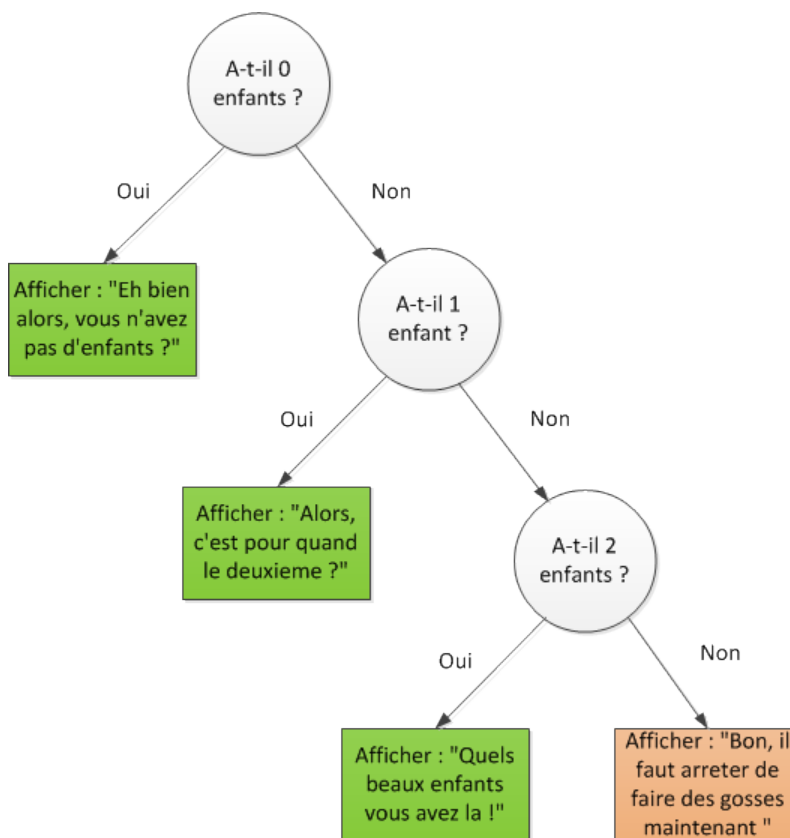 A-t-il 0
enfants ?
Oui
Non
Afficher : "Eh bien
alors, vous n'avez
pas d'enfants ?"
A-t-il 1
enfant ?
Oui
Non
Afficher : "Alors,
c'est pour quand
le deuxieme ?"
A-t-il 2
enfants ?
Oui
Non
Afficher : "Quels
beaux enfants
vous avez la !"
Afficher : "Bon, il
faut arreter de
faire des gosses
maintenant "